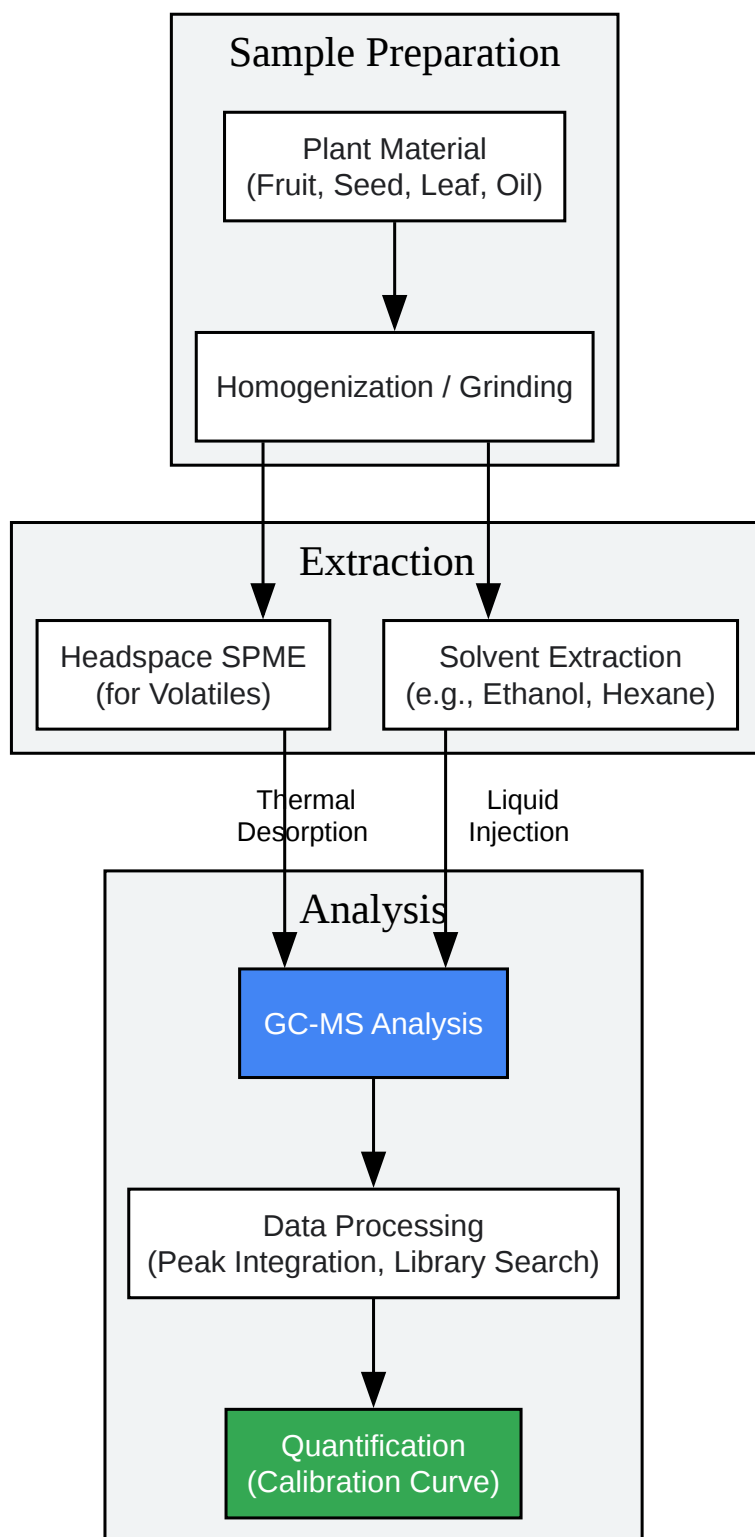 Sample Preparation
Plant Material
(Fruit, Seed, Leaf, Oil)
Homogenization / Grinding
Extraction
Headspace SPME
(for Volatiles)
Solvent Extraction
(e.g., Ethanol, Hexane)
Thermal
Desorption
Liquid
Injection
Analysis
GC-MS Analysis
Data Processing
(Peak Integration, Library Search)
Quantification
(Calibration Curve)